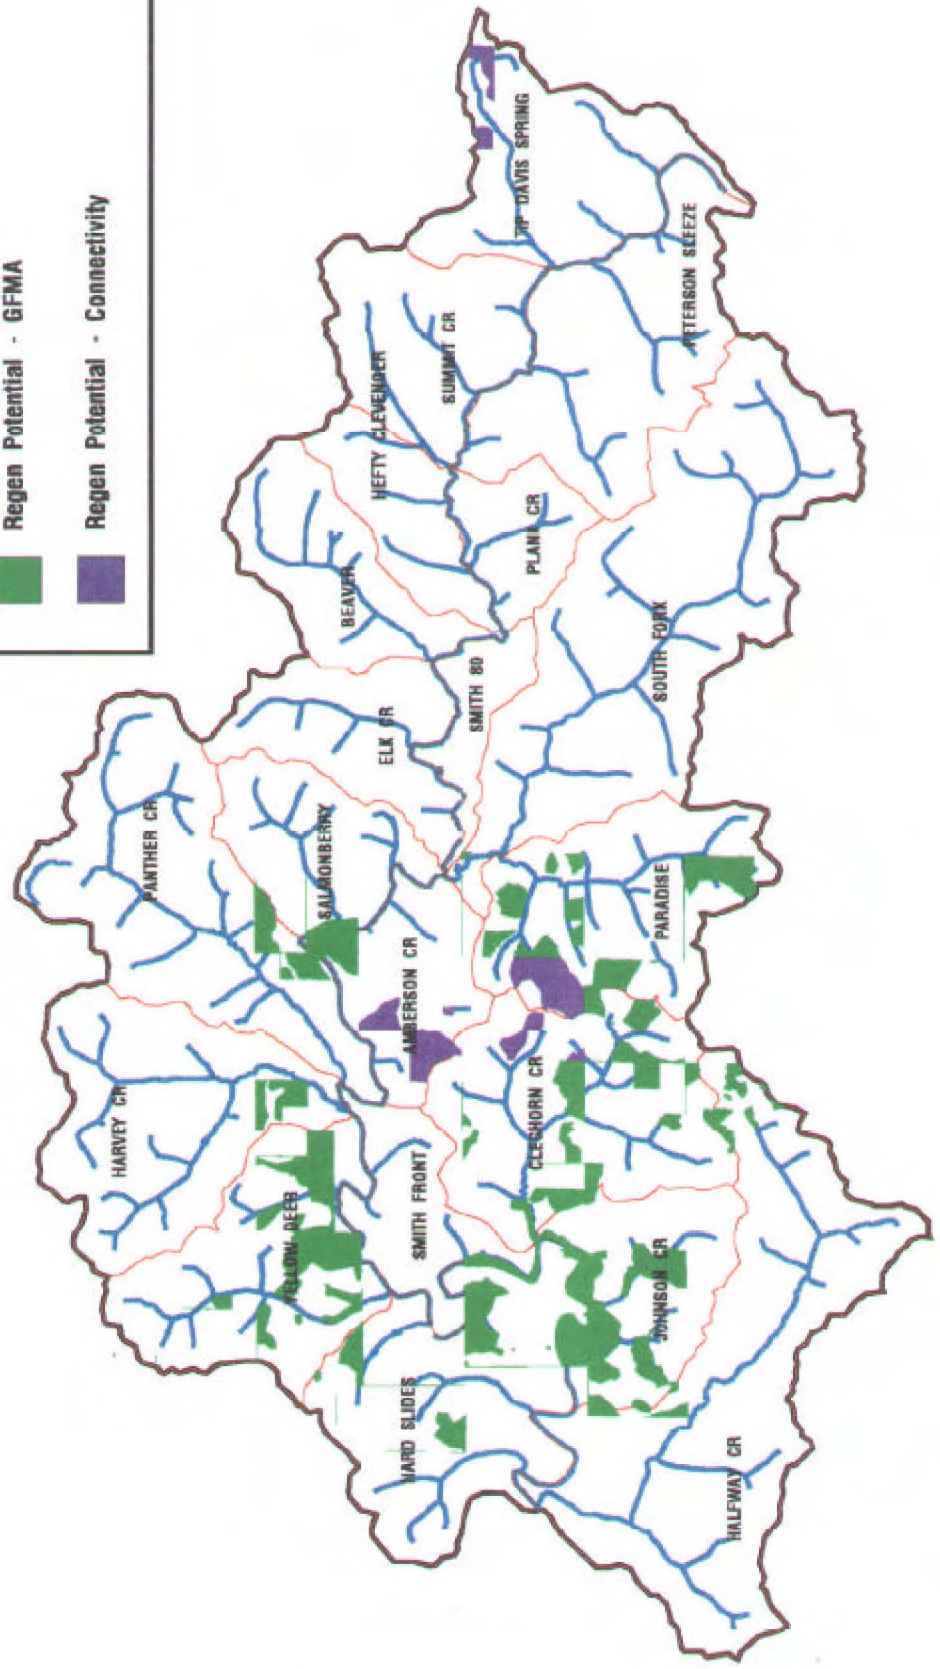 Regen Potential - GFMA
Regen Potential - Connectivity
HARVEY CR
PANTHER CR
YELLOW DEER
SALMONBERRY
BEAVER
HEFTY CLEVENGER
ELK CR
HARD SLIDES
SMITH FRONT
AMBERSON CR
SUMMIT CR
SMITH 80
TIP DAVIS SPRING
CLEGHORN CR
PLANK CR
JOHNSON CR
PARADISE
SOUTH FORK
PETERSON SLEEZE
HALFWAY CR